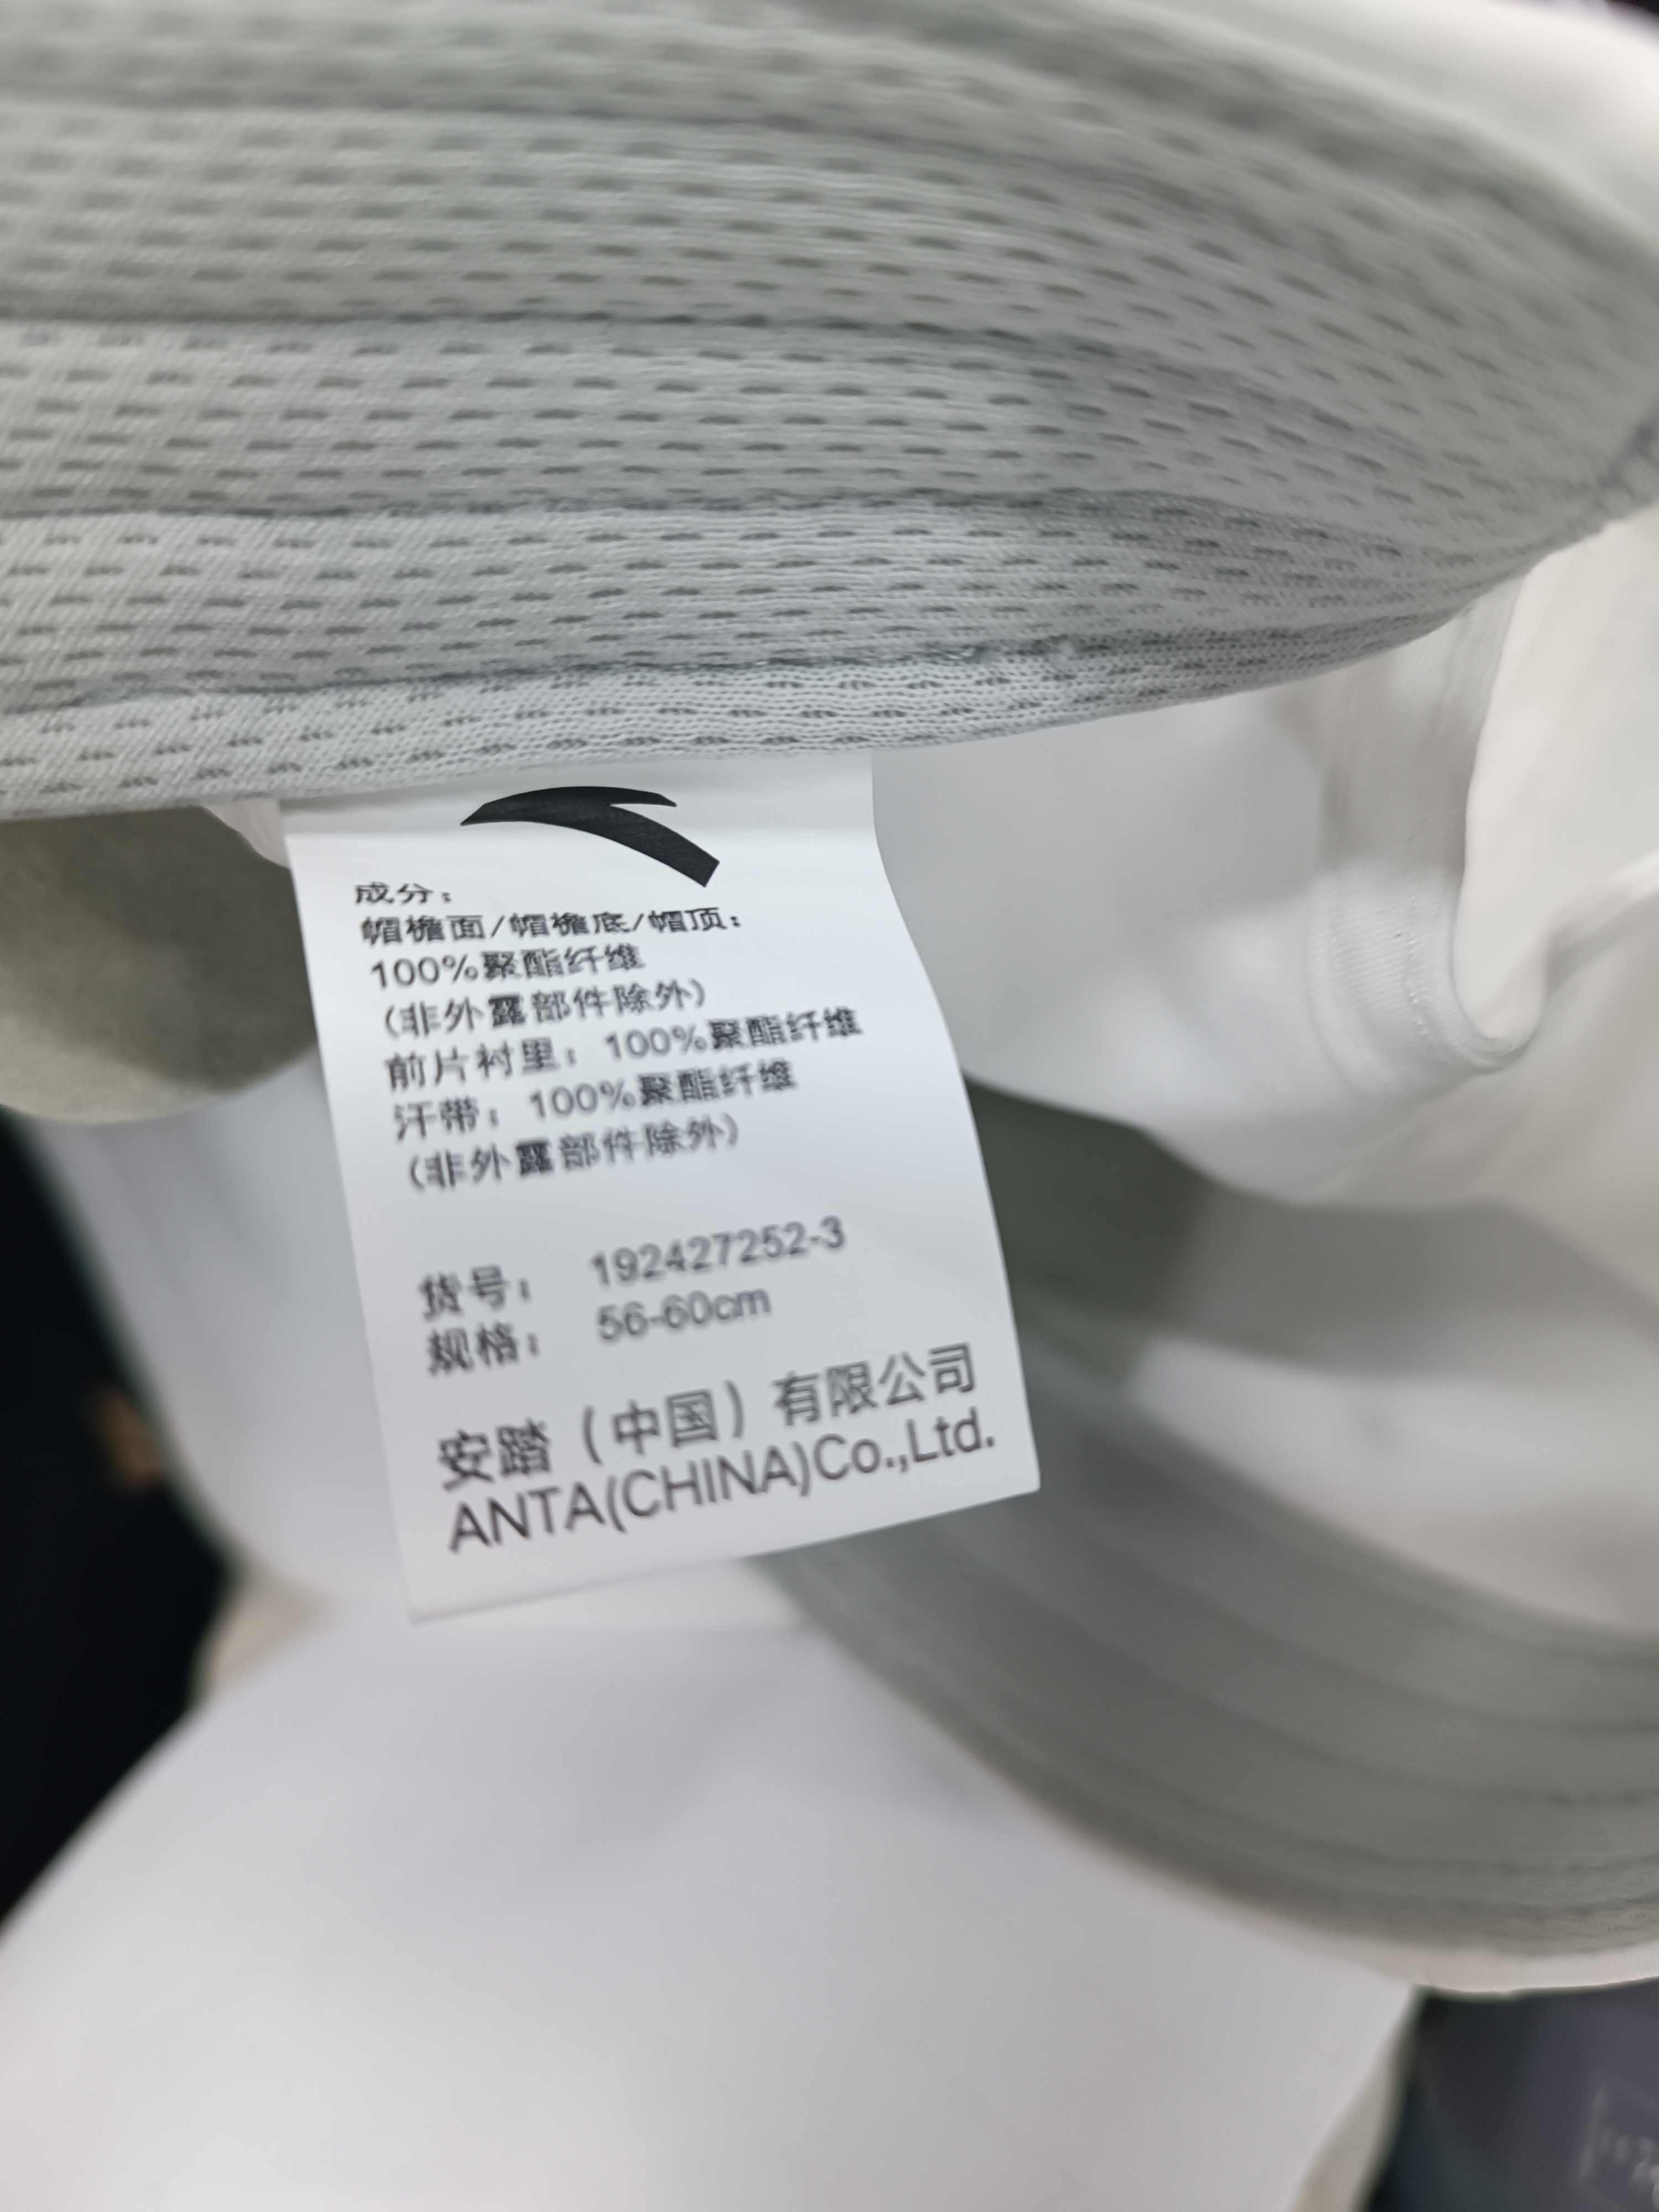 成分：
帽檐面/帽檐底/帽顶：
100%聚酯纤维
(非外露部件除外)
前片衬里：100%聚酯纤维
汗带：100%聚酯纤维
(非外露部件除外)
货号： 192427252-3
规格： 56-60cm
安踏（中国）有限公司
ANTA(CHINA)Co.,Ltd.